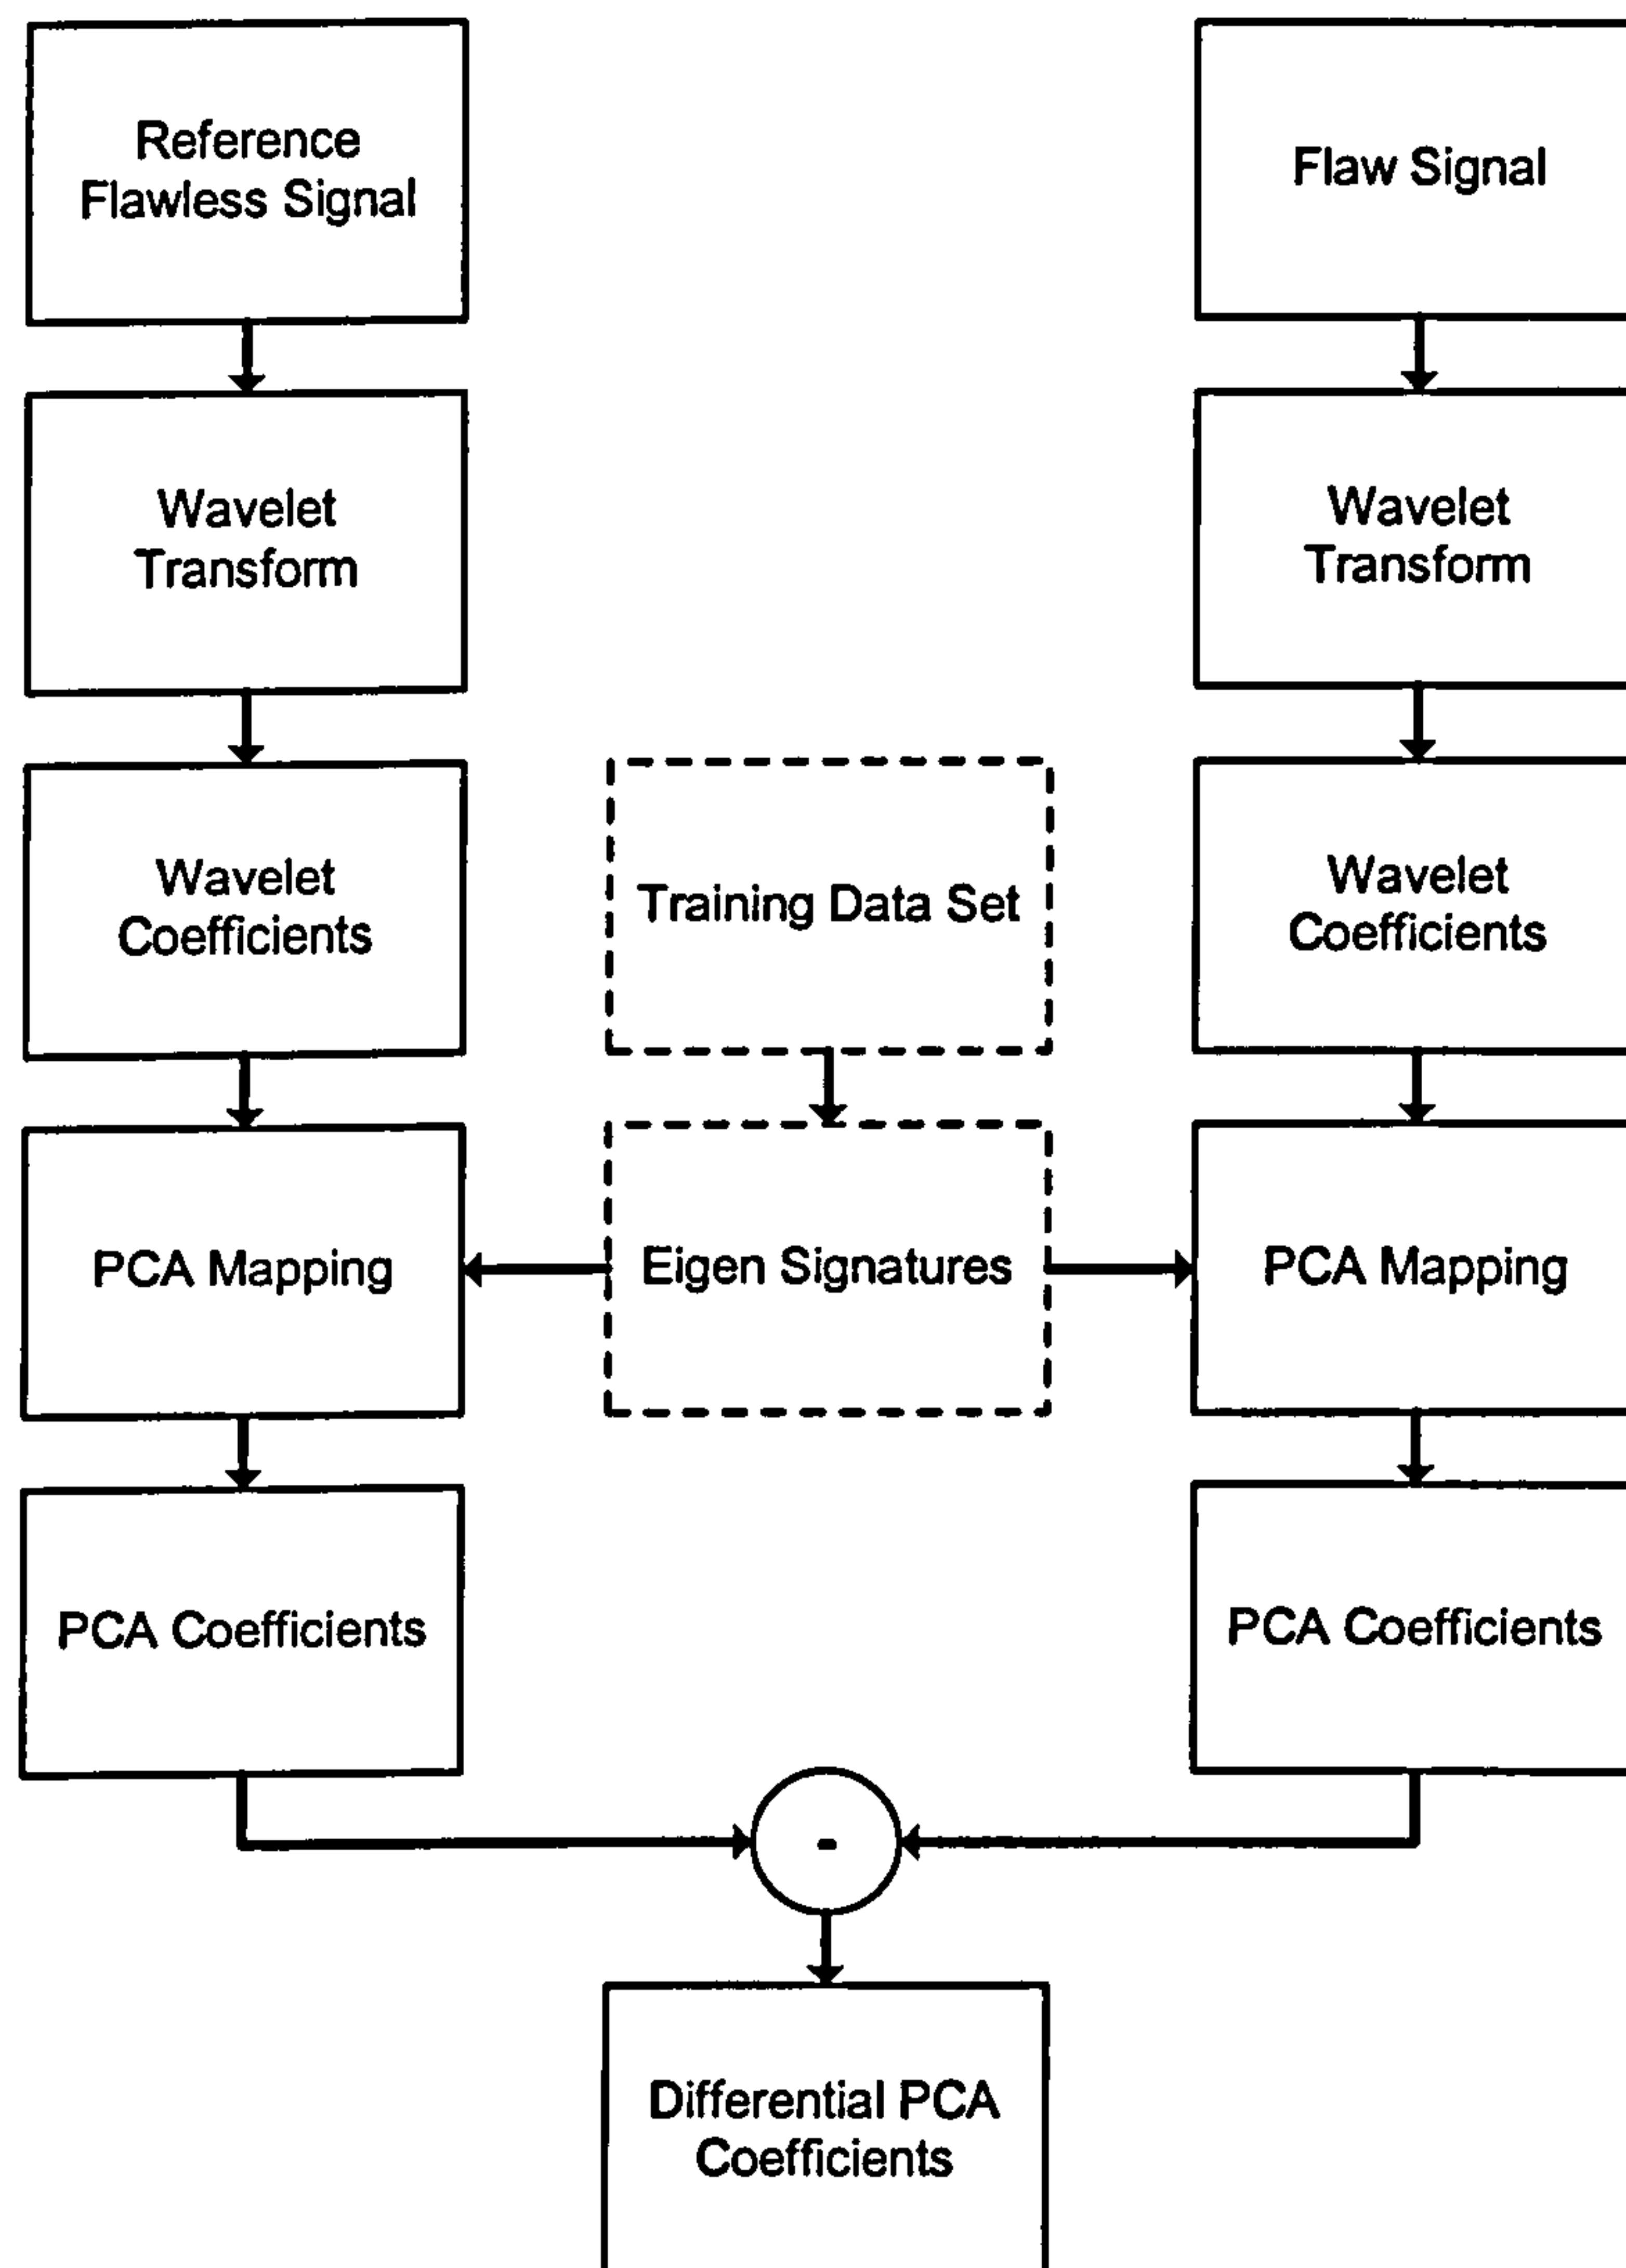 Reference
Flawless Signal
Flaw Signal
Wavelet
Transform
Wavelet
Transform
Wavelet
Coefficients
Training Data Set
Wavelet
Coefficients
PCA Mapping
Eigen Signatures
PCA Mapping
PCA Coefficients
PCA Coefficients
-
Differential PCA
Coefficients